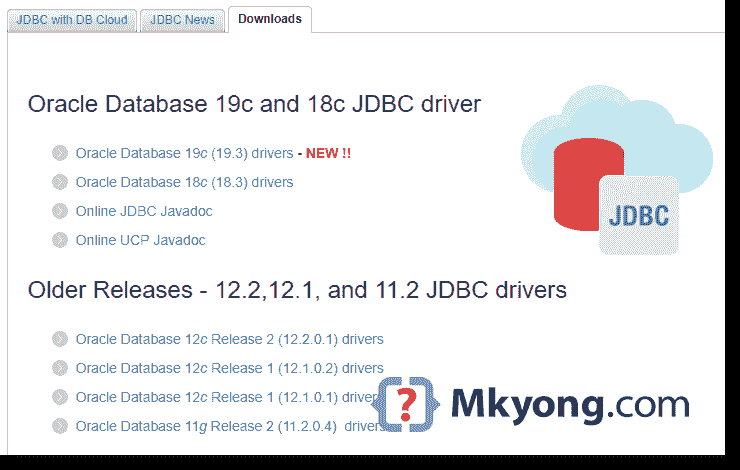 JDBC with DB Cloud JDBC News Downloads
Oracle Database 19c and 18c JDBC driver
Oracle Database 19c (19.3) drivers - NEW !!
Oracle Database 18c (18.3) drivers
Online JDBC Javadoc
Online UCP Javadoc
JDBC
Older Releases - 12.2,12.1, and 11.2 JDBC drivers
Oracle Database 12c Release 2 (12.2.0.1) drivers
Oracle Database 12c Release 1 (12.1.0.2) drivers
Oracle Database 12c Release 1 (12.1.0.1) drivers
Oracle Database 11g Release 2 (11.2.0.4) drivers
{?} Mkyong.com